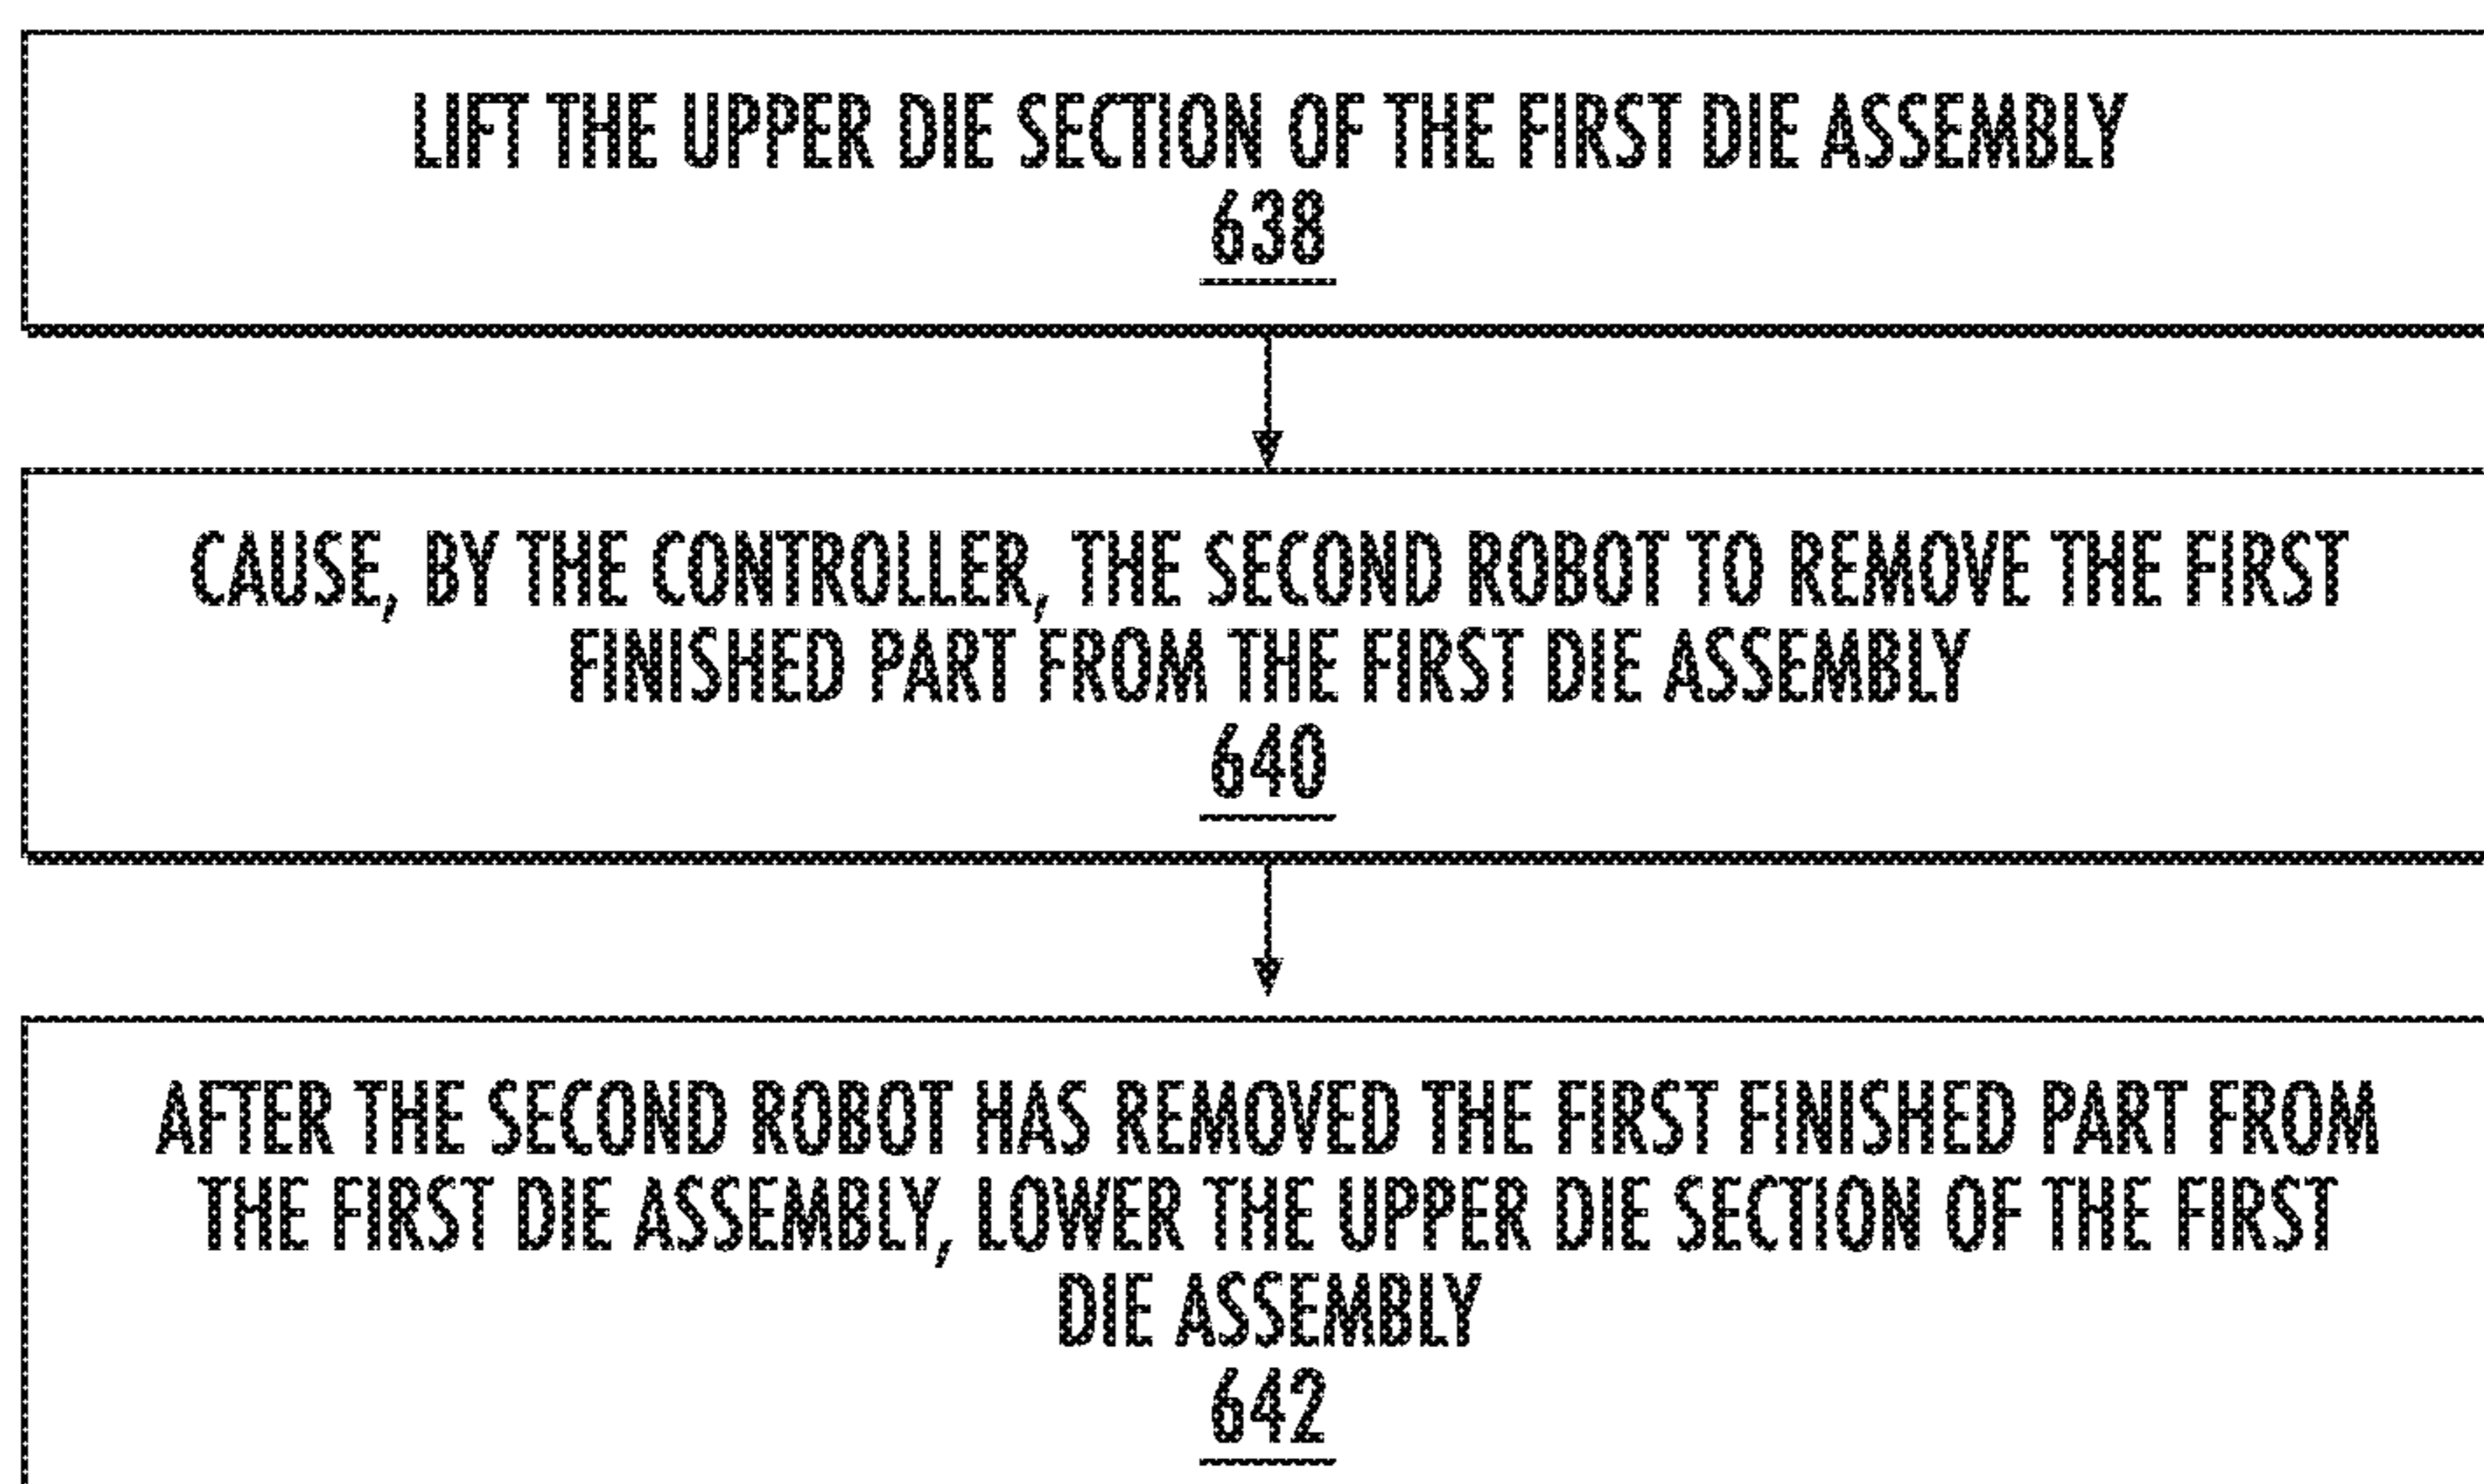 LIFT THE UPPER DIE SECTION OF THE FIRST DIE ASSEMBLY
638
CAUSE, BY THE CONTROLLER, THE SECOND ROBOT TO REMOVE THE FIRST
FINISHED PART FROM THE FIRST DIE ASSEMBLY
640
AFTER THE SECOND ROBOT HAS REMOVED THE FIRST FINISHED PART FROM
THE FIRST DIE ASSEMBLY, LOWER THE UPPER DIE SECTION OF THE FIRST
DIE ASSEMBLY
642